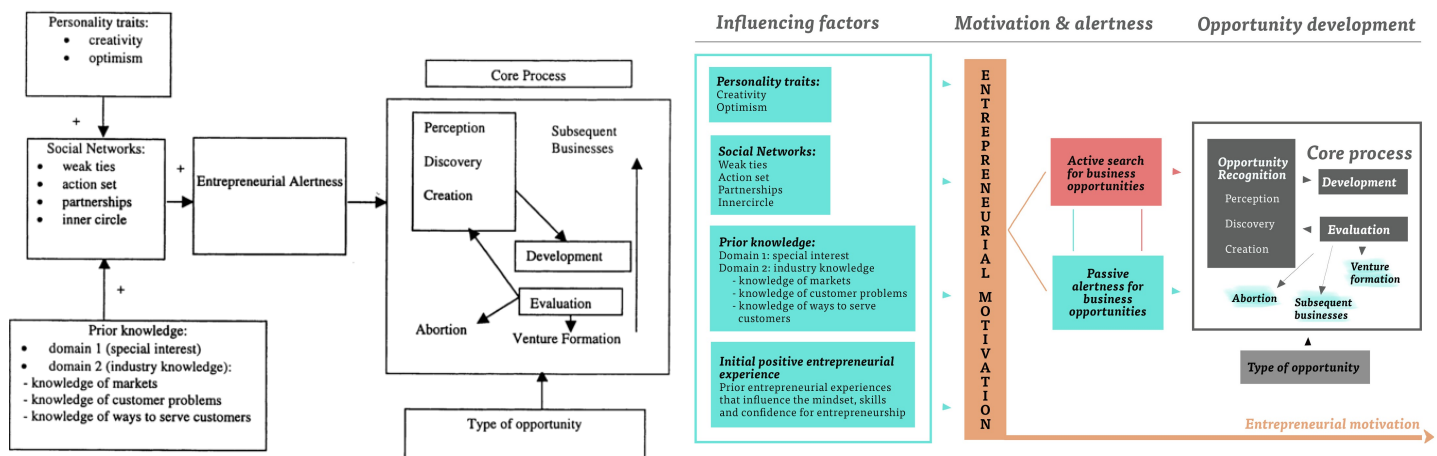 Personality traits:
• creativity
• optimism
+
Social Networks:
• weak ties
• action set
• partnerships
• inner circle
+
Entrepreneurial Alertness
+
Prior knowledge:
• domain 1 (special interest)
• domain 2 (industry knowledge):
- knowledge of markets
- knowledge of customer problems
- knowledge of ways to serve customers
Core Process
Perception
Discovery
Creation
Subsequent
Businesses
Development
Evaluation
Abortion
Venture Formation
Type of opportunity
Influencing factors
Motivation & alertness
Opportunity development
Personality traits:
Creativity
Optimism
Social Networks:
Weak ties
Action set
Partnerships
Innercircle
Prior knowledge:
Domain 1: special interest
Domain 2: industry knowledge
- knowledge of markets
- knowledge of customer problems
- knowledge of ways to serve
customers
Initial positive entrepreneurial
experience
Prior entrepreneurial experiences
that influence the mindset, skills
and confidence for entrepreneurship
ENTREPRENEURIAL MOTIVATION
Active search
for business
opportunities
Passive
alertness for
business
opportunities
Opportunity
Recognition
Perception
Discovery
Creation
Core process
Development
Evaluation
Venture
formation
Abortion
Subsequent
businesses
Type of opportunity
Entrepreneurial motivation